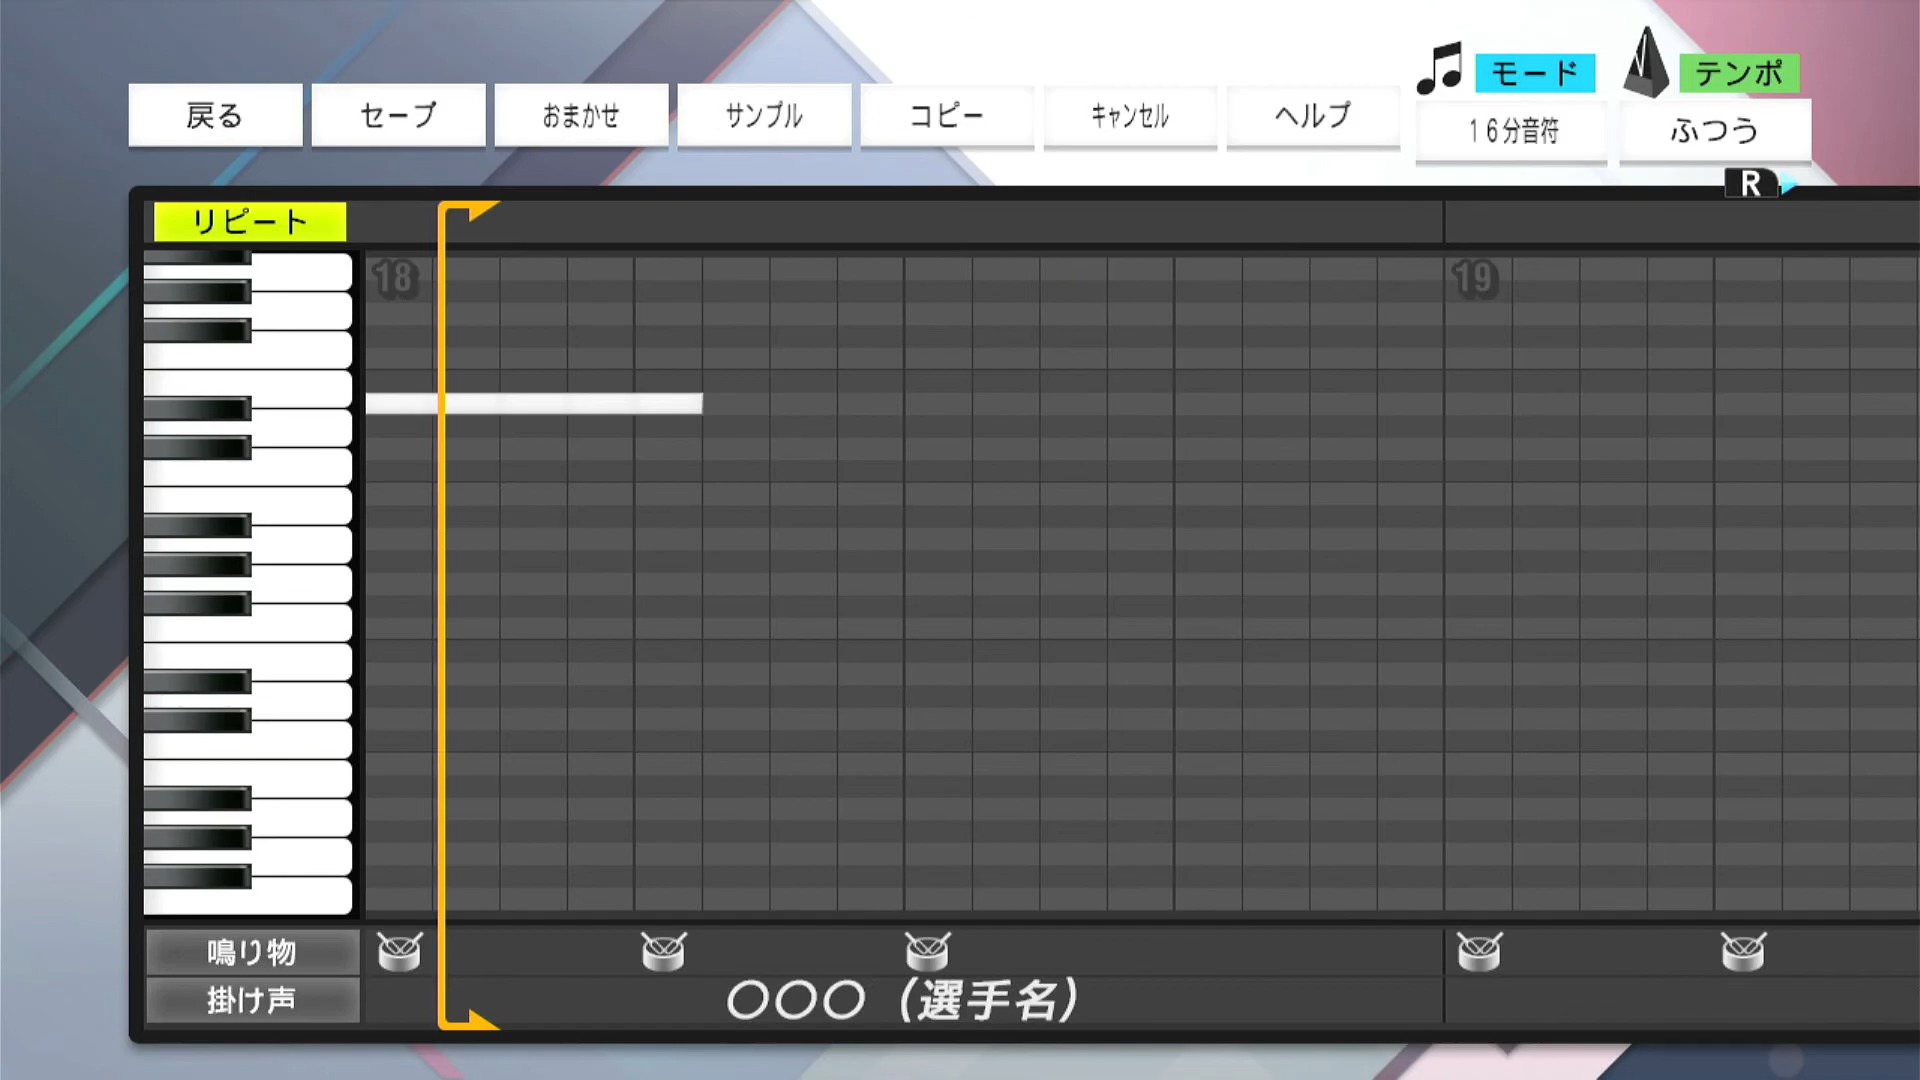 モード テンポ
戻る セーブ おまかせ サンプル コピー キャンセル ヘルプ 16分音符 ふつう
R
リピート
18 19
鳴り物
掛け声 〇〇〇（選手名）